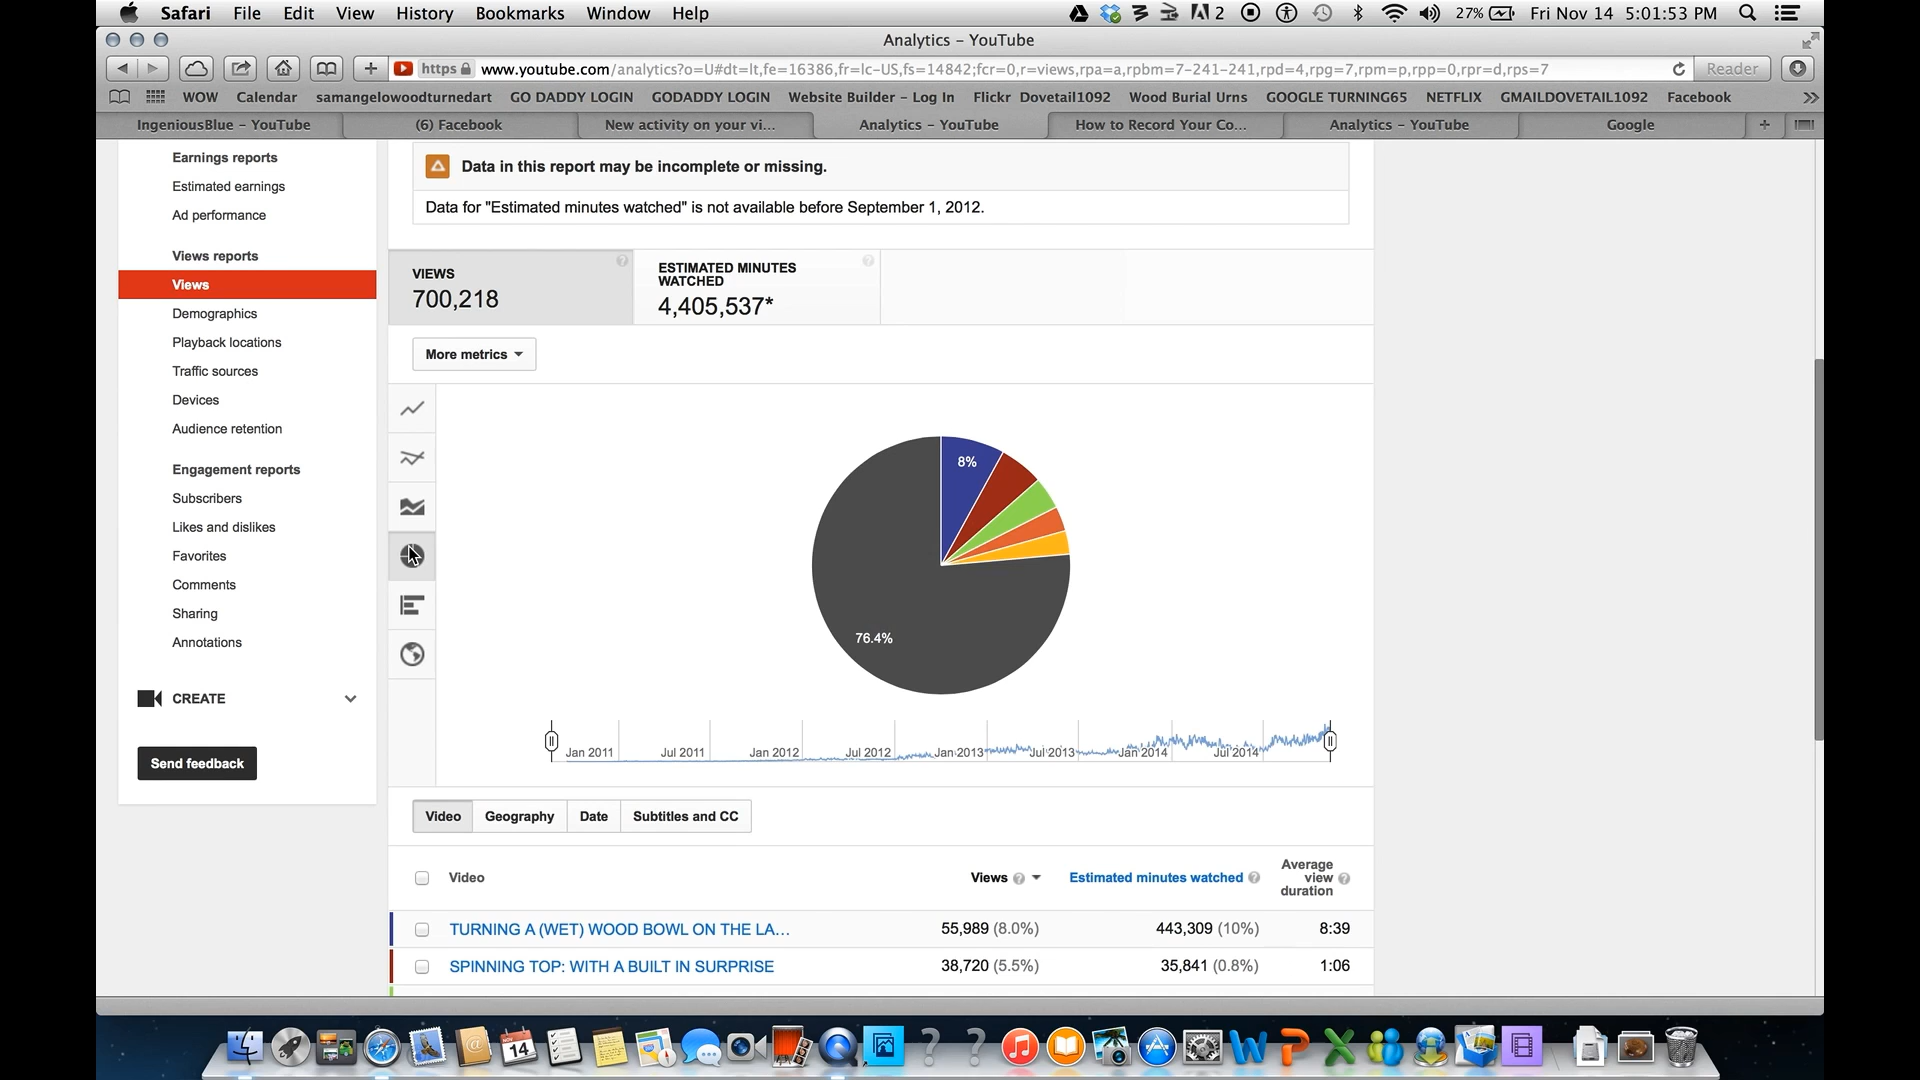 Safari File Edit View History Bookmarks Window Help 2 27% Fri Nov 14 5:01:53 PM
Analytics – YouTube
https www.youtube.com/analytics?o=U#dt=lt,fe=16386,fr=lc-US,fs=14842;fcr=0,r=views,rpa=a,rpbm=7-241-241,rpd=4,rpg=7,rpm=p,rpp=0,rpr=d,rps=7 Reader
WOW Calendar samangelowoodturnedart GO DADDY LOGIN GODADDY LOGIN Website Builder – Log In Flickr Dovetail1092 Wood Burial Urns GOOGLE TURNING65 NETFLIX GMAILDOVETAIL1092 Facebook
IngeniousBlue – YouTube (6) Facebook New activity on your vi... Analytics – YouTube How to Record Your Co... Analytics – YouTube Google
Earnings reports
Estimated earnings
Ad performance
Views reports
Views
Demographics
Playback locations
Traffic sources
Devices
Audience retention
Engagement reports
Subscribers
Likes and dislikes
Favorites
Comments
Sharing
Annotations
CREATE
Send feedback
Data in this report may be incomplete or missing.
Data for "Estimated minutes watched" is not available before September 1, 2012.
VIEWS
700,218
ESTIMATED MINUTES
WATCHED
4,405,537*
More metrics
8%
76.4%
Jan 2011 Jul 2011 Jan 2012 Jul 2012 Jan 2013 Jul 2013 Jan 2014 Jul 2014
Video Geography Date Subtitles and CC
Video Views Estimated minutes watched Average view duration
TURNING A (WET) WOOD BOWL ON THE LA... 55,989 (8.0%) 443,309 (10%) 8:39
SPINNING TOP: WITH A BUILT IN SURPRISE 38,720 (5.5%) 35,841 (0.8%) 1:06
NOV
14